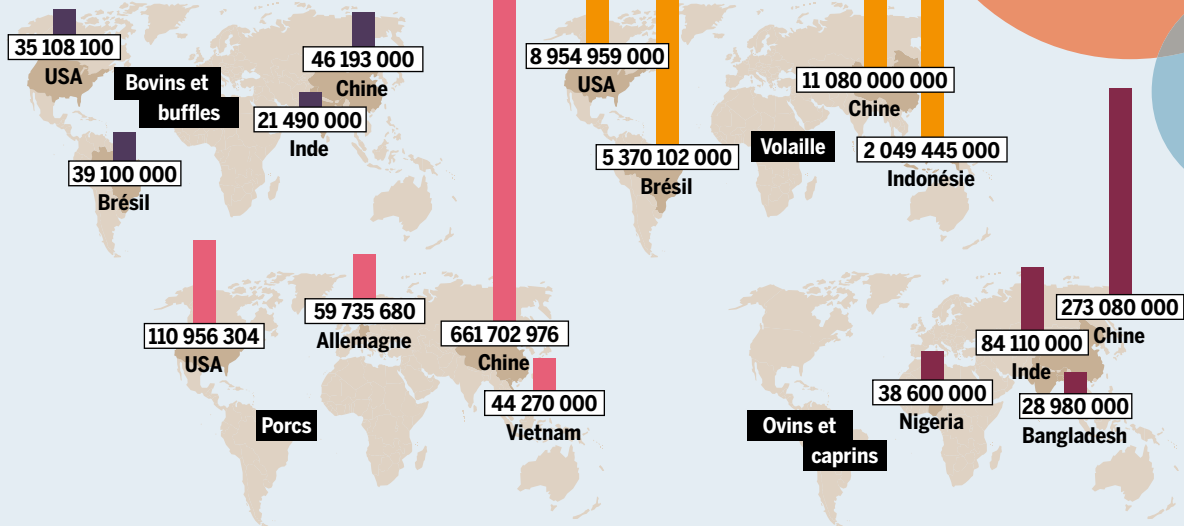 35 108 100
USA
Bovins et
buffles
46 193 000
Chine
21 490 000
Inde
39 100 000
Brésil
8 954 959 000
USA
11 080 000 000
Chine
Volaille
5 370 102 000
Brésil
2 049 445 000
Indonésie
110 956 304
USA
59 735 680
Allemagne
661 702 976
Chine
44 270 000
Vietnam
Porcs
273 080 000
Chine
84 110 000
Inde
38 600 000
Nigeria
28 980 000
Bangladesh
Ovins et
caprins